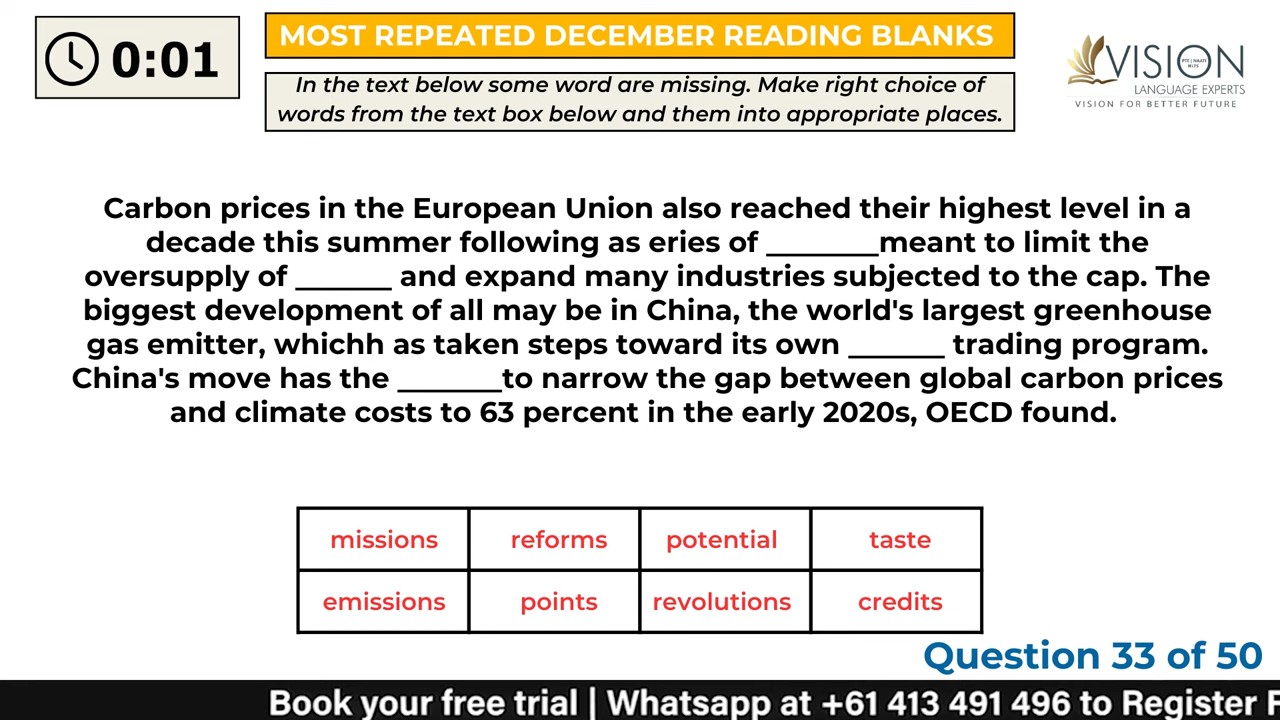 0:01
MOST REPEATED DECEMBER READING BLANKS
In the text below some word are missing. Make right choice of
words from the text box below and them into appropriate places.
VISION
PTE | NAATI
IELTS
LANGUAGE EXPERTS
VISION FOR BETTER FUTURE
Carbon prices in the European Union also reached their highest level in a
decade this summer following as eries of ________meant to limit the
oversupply of _______ and expand many industries subjected to the cap. The
biggest development of all may be in China, the world's largest greenhouse
gas emitter, whichh as taken steps toward its own _______ trading program.
China's move has the ________to narrow the gap between global carbon prices
and climate costs to 63 percent in the early 2020s, OECD found.
missions reforms potential taste
emissions points revolutions credits
Question 33 of 50
Book your free trial | Whatsapp at +61 413 491 496 to Register F